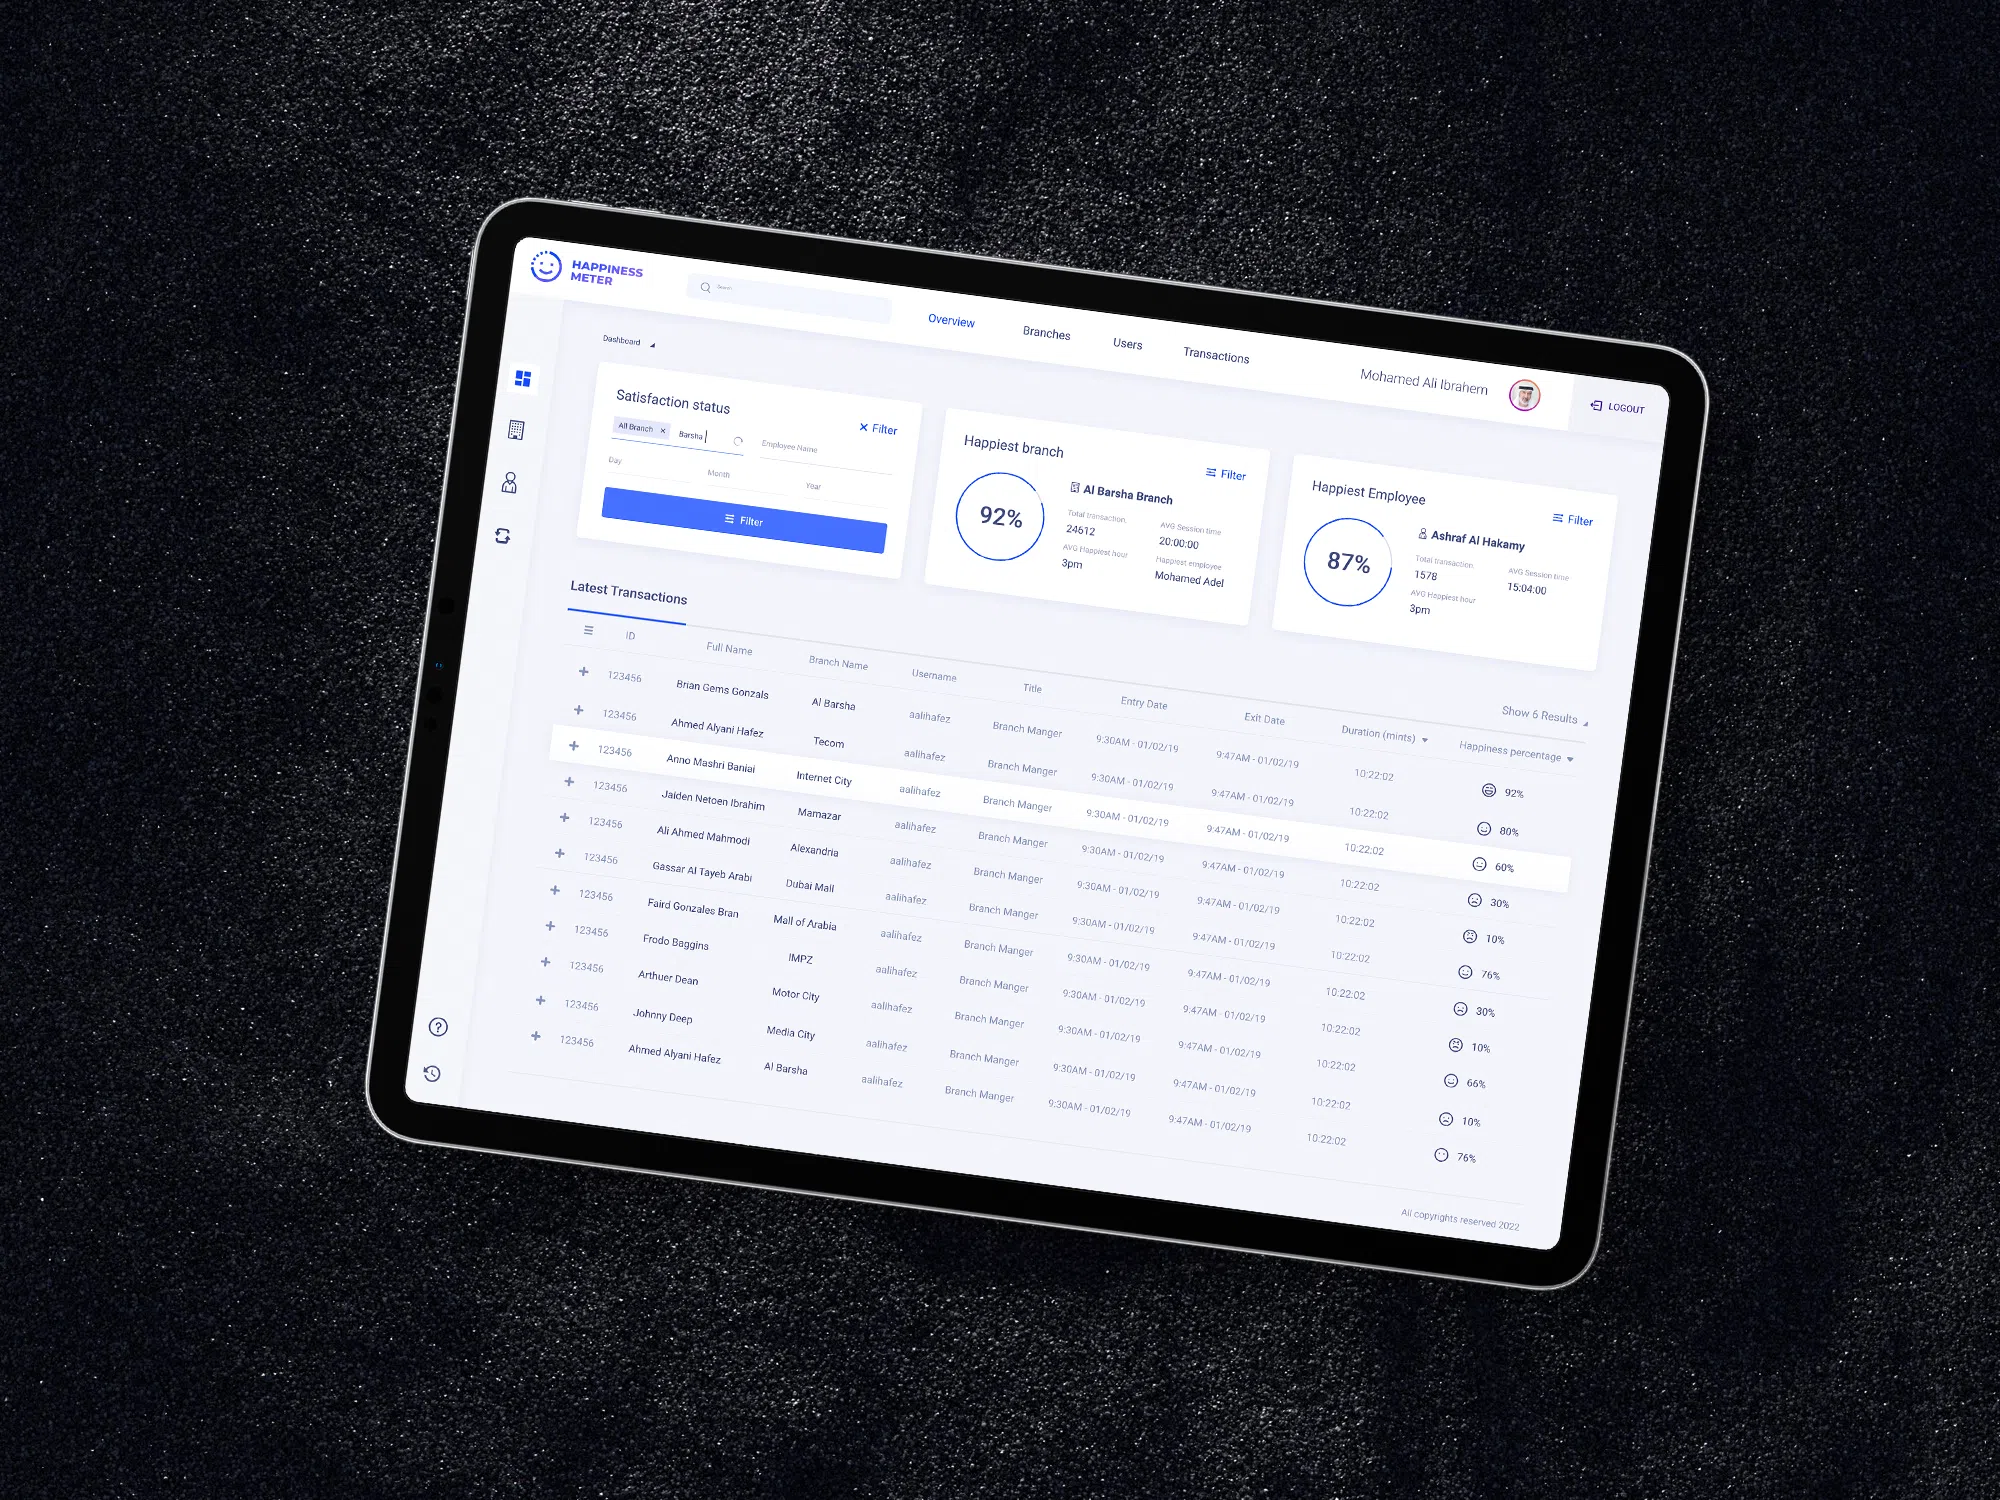 HAPPINESS
METER
Search
Overview
Branches
Users
Transactions
Mohamed Ali Ibrahem
LOGOUT
Dashboard
Satisfaction status
Filter
All Branch ×
Barsha
Employee Name
Day
Month
Year
Filter
Happiest branch
Filter
92%
Al Barsha Branch
Total transaction.
AVG Session time
24612
20:00:00
AVG Happiest hour
Happiest employee
3pm
Mohamed Adel
Happiest Employee
Filter
87%
Ashraf Al Hakamy
Total transaction.
AVG Session time
1578
15:04:00
AVG Happiest hour
3pm
Latest Transactions
Show 6 Results
ID Full Name Branch Name Username Title Entry Date Exit Date Duration (mints) Happiness percentage
123456 Brian Gems Gonzals Al Barsha aalihafez Branch Manger 9:30AM - 01/02/19 9:47AM - 01/02/19 10:22:02 92%
123456 Ahmed Alyani Hafez Tecom aalihafez Branch Manger 9:30AM - 01/02/19 9:47AM - 01/02/19 10:22:02 80%
123456 Anno Mashri Baniai Internet City aalihafez Branch Manger 9:30AM - 01/02/19 9:47AM - 01/02/19 10:22:02 60%
123456 Jaiden Netoen Ibrahim Mamazar aalihafez Branch Manger 9:30AM - 01/02/19 9:47AM - 01/02/19 10:22:02 30%
123456 Ali Ahmed Mahmodi Alexandria aalihafez Branch Manger 9:30AM - 01/02/19 9:47AM - 01/02/19 10:22:02 10%
123456 Gassar Al Tayeb Arabi Dubai Mall aalihafez Branch Manger 9:30AM - 01/02/19 9:47AM - 01/02/19 10:22:02 76%
123456 Faird Gonzales Bran Mall of Arabia aalihafez Branch Manger 9:30AM - 01/02/19 9:47AM - 01/02/19 10:22:02 30%
123456 Frodo Baggins IMPZ aalihafez Branch Manger 9:30AM - 01/02/19 9:47AM - 01/02/19 10:22:02 10%
123456 Arthuer Dean Motor City aalihafez Branch Manger 9:30AM - 01/02/19 9:47AM - 01/02/19 10:22:02 66%
123456 Johnny Deep Media City aalihafez Branch Manger 9:30AM - 01/02/19 9:47AM - 01/02/19 10:22:02 10%
123456 Ahmed Alyani Hafez Al Barsha aalihafez Branch Manger 9:30AM - 01/02/19 9:47AM - 01/02/19 10:22:02 76%
All copyrights reserved 2022